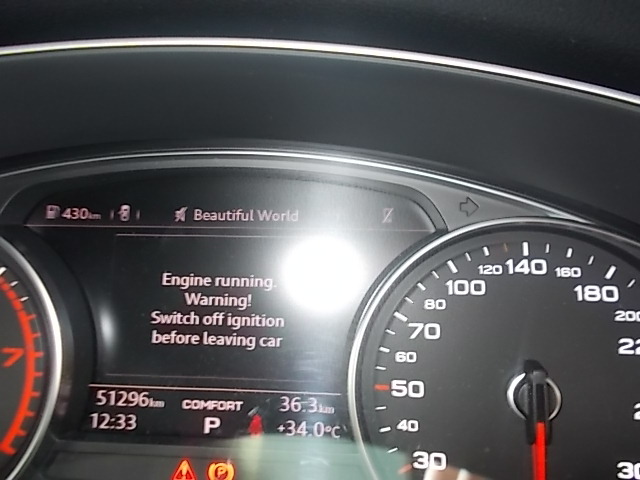 430km
Beautiful World
Engine running.
Warning!
Switch off ignition
before leaving car
51296km COMFORT 36.3km
12:33 P +34.0°C
7
30
40
50
60
70
80
100
120
140
160
180